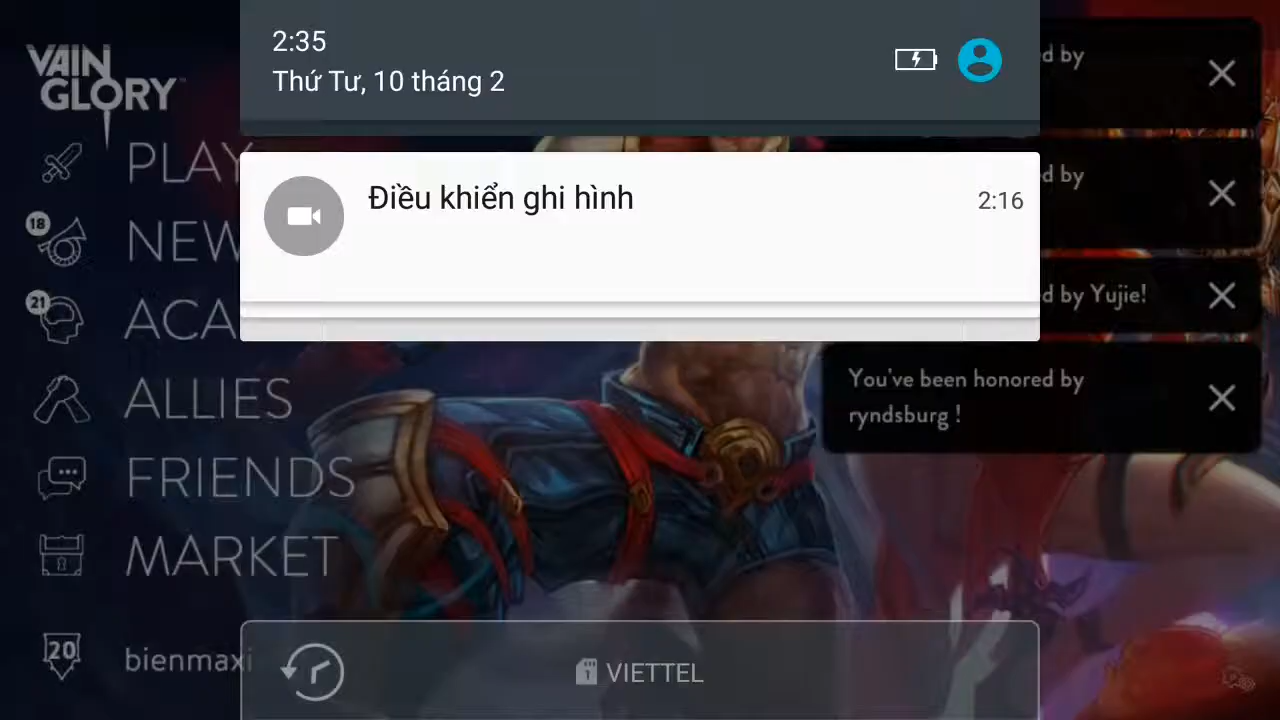 2:35
Thứ Tư, 10 tháng 2
Điều khiển ghi hình
2:16
VAIN
GLORY™
PLAY
18
NEW
21
ACA
ALLIES
FRIENDS
MARKET
20
bienmaxi
d by
d by
d by Yujie!
You've been honored by
ryndsburg !
VIETTEL